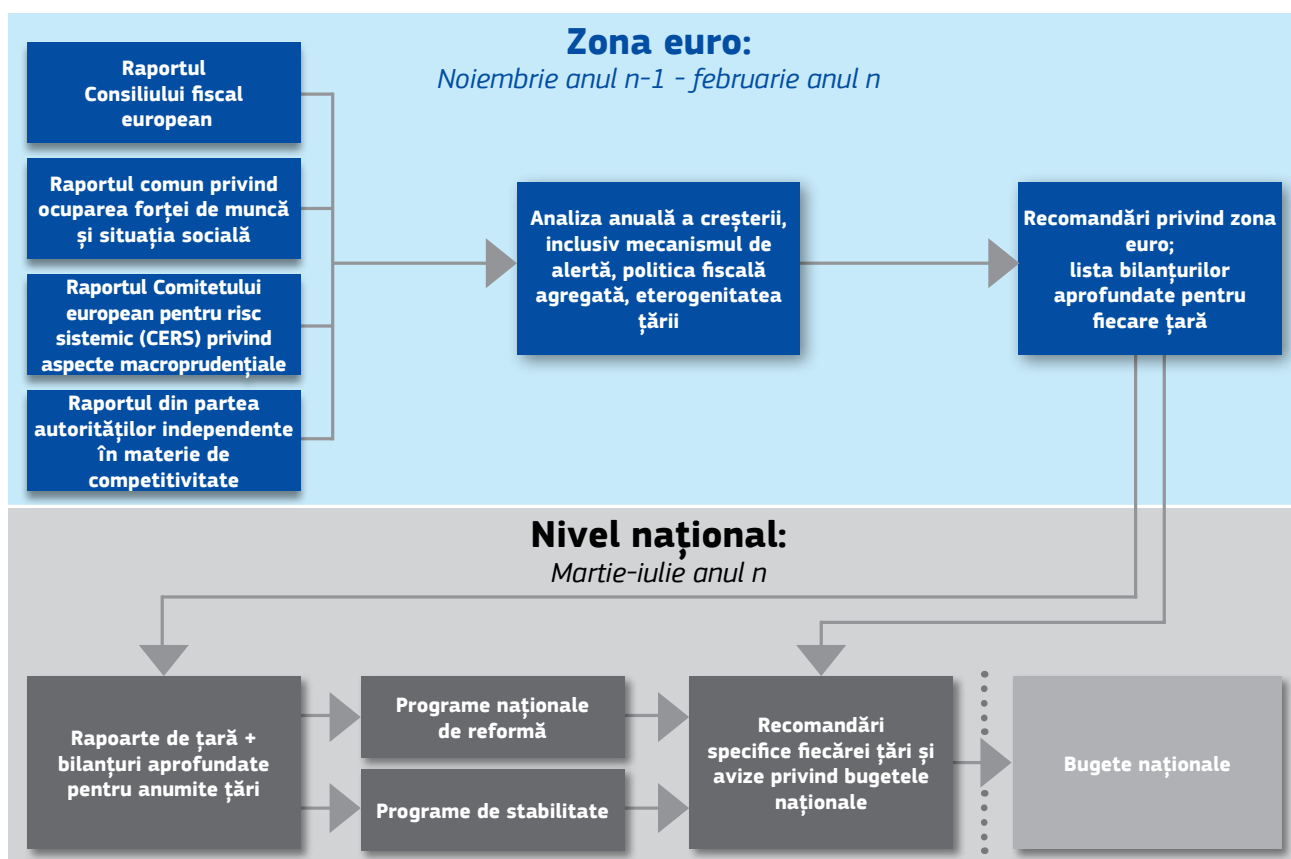 Zona euro:
Noiembrie anul n-1 - februarie anul n
Raportul
Consiliului fiscal
european
Raportul comun privind
ocuparea forței de muncă
și situația socială
Raportul Comitetului
european pentru risc
sistemic (CERS) privind
aspecte macroprudențiale
Raportul din partea
autorităților independente
în materie de
competitivitate
Analiza anuală a creșterii,
inclusiv mecanismul de
alertă, politica fiscală
agregată, eterogenitatea
țării
Recomandări privind zona
euro;
lista bilanțurilor
aprofundate pentru
fiecare țară
Nivel național:
Martie-iulie anul n
Rapoarte de țară +
bilanțuri aprofundate
pentru anumite țări
Programe naționale
de reformă
Programe de stabilitate
Recomandări
specifice fiecărei țări și
avize privind bugetele
naționale
Bugete naționale